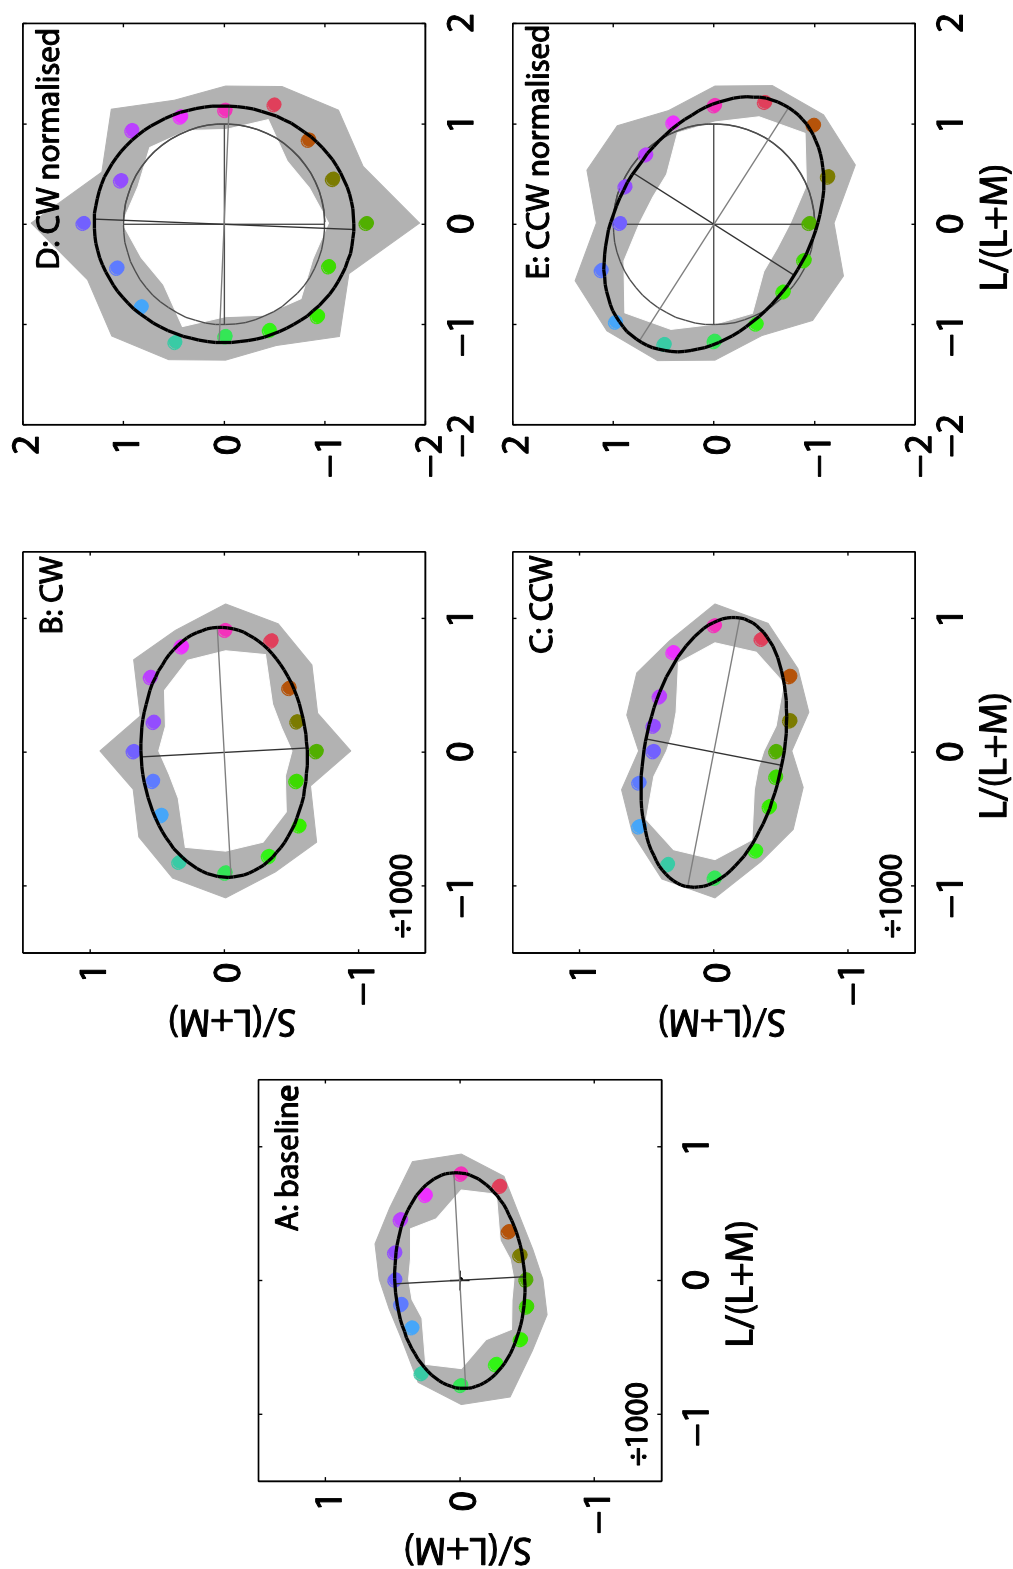 A: baseline
S/(L+M)
1
0
−1
÷1000
−1 0 1
L/(L+M)
B: CW
S/(L+M)
1
0
−1
÷1000
−1 0 1
C: CCW
S/(L+M)
1
0
−1
÷1000
−1 0 1
L/(L+M)
D: CW normalised
2
1
0
−1
−2
−2 −1 0 1 2
E: CCW normalised
2
1
0
−1
−2
−2 −1 0 1 2
L/(L+M)